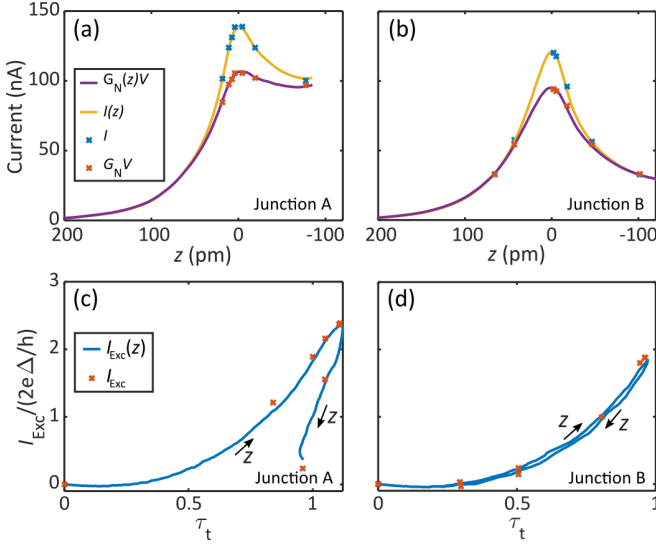 (a)
(b)
150
100
50
0
Current (nA)
G_N(z)V
I(z)
I
G_NV
Junction A
Junction B
200 100 0 -100
200 100 0 -100
z (pm)
z (pm)
(c)
(d)
3
2
1
0
I_Exc/(2eΔ/h)
I_Exc(z)
I_Exc
z
z
z
z
Junction A
Junction B
0 0.5 1
0 0.5 1
τ_t
τ_t